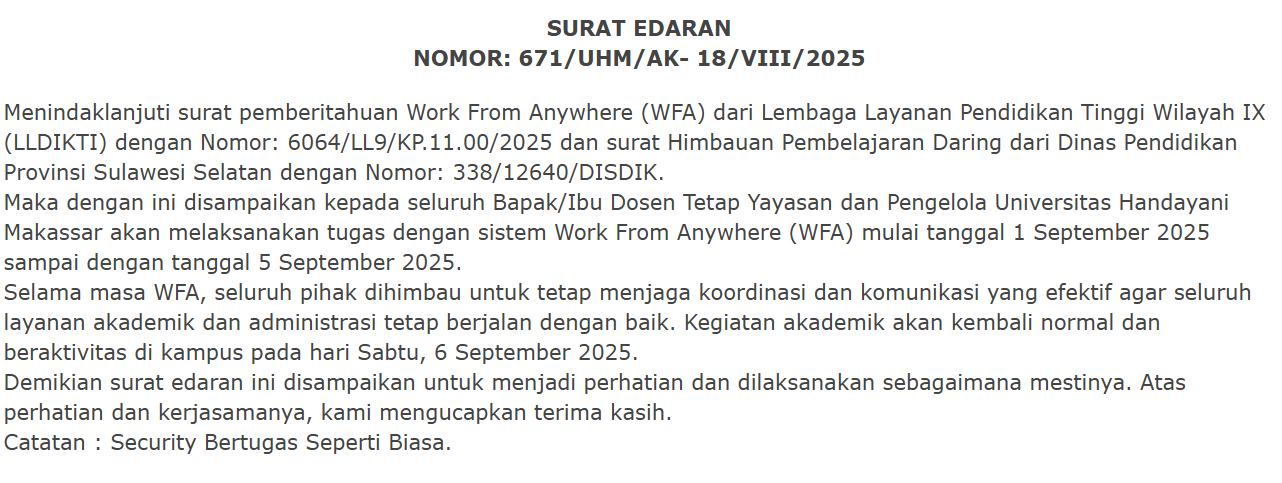 SURAT EDARAN
NOMOR: 671/UHM/AK- 18/VIII/2025
Menindaklanjuti surat pemberitahuan Work From Anywhere (WFA) dari Lembaga Layanan Pendidikan Tinggi Wilayah IX
(LLDIKTI) dengan Nomor: 6064/LL9/KP.11.00/2025 dan surat Himbauan Pembelajaran Daring dari Dinas Pendidikan
Provinsi Sulawesi Selatan dengan Nomor: 338/12640/DISDIK.
Maka dengan ini disampaikan kepada seluruh Bapak/Ibu Dosen Tetap Yayasan dan Pengelola Universitas Handayani
Makassar akan melaksanakan tugas dengan sistem Work From Anywhere (WFA) mulai tanggal 1 September 2025
sampai dengan tanggal 5 September 2025.
Selama masa WFA, seluruh pihak dihimbau untuk tetap menjaga koordinasi dan komunikasi yang efektif agar seluruh
layanan akademik dan administrasi tetap berjalan dengan baik. Kegiatan akademik akan kembali normal dan
beraktivitas di kampus pada hari Sabtu, 6 September 2025.
Demikian surat edaran ini disampaikan untuk menjadi perhatian dan dilaksanakan sebagaimana mestinya. Atas
perhatian dan kerjasamanya, kami mengucapkan terima kasih.
Catatan : Security Bertugas Seperti Biasa.